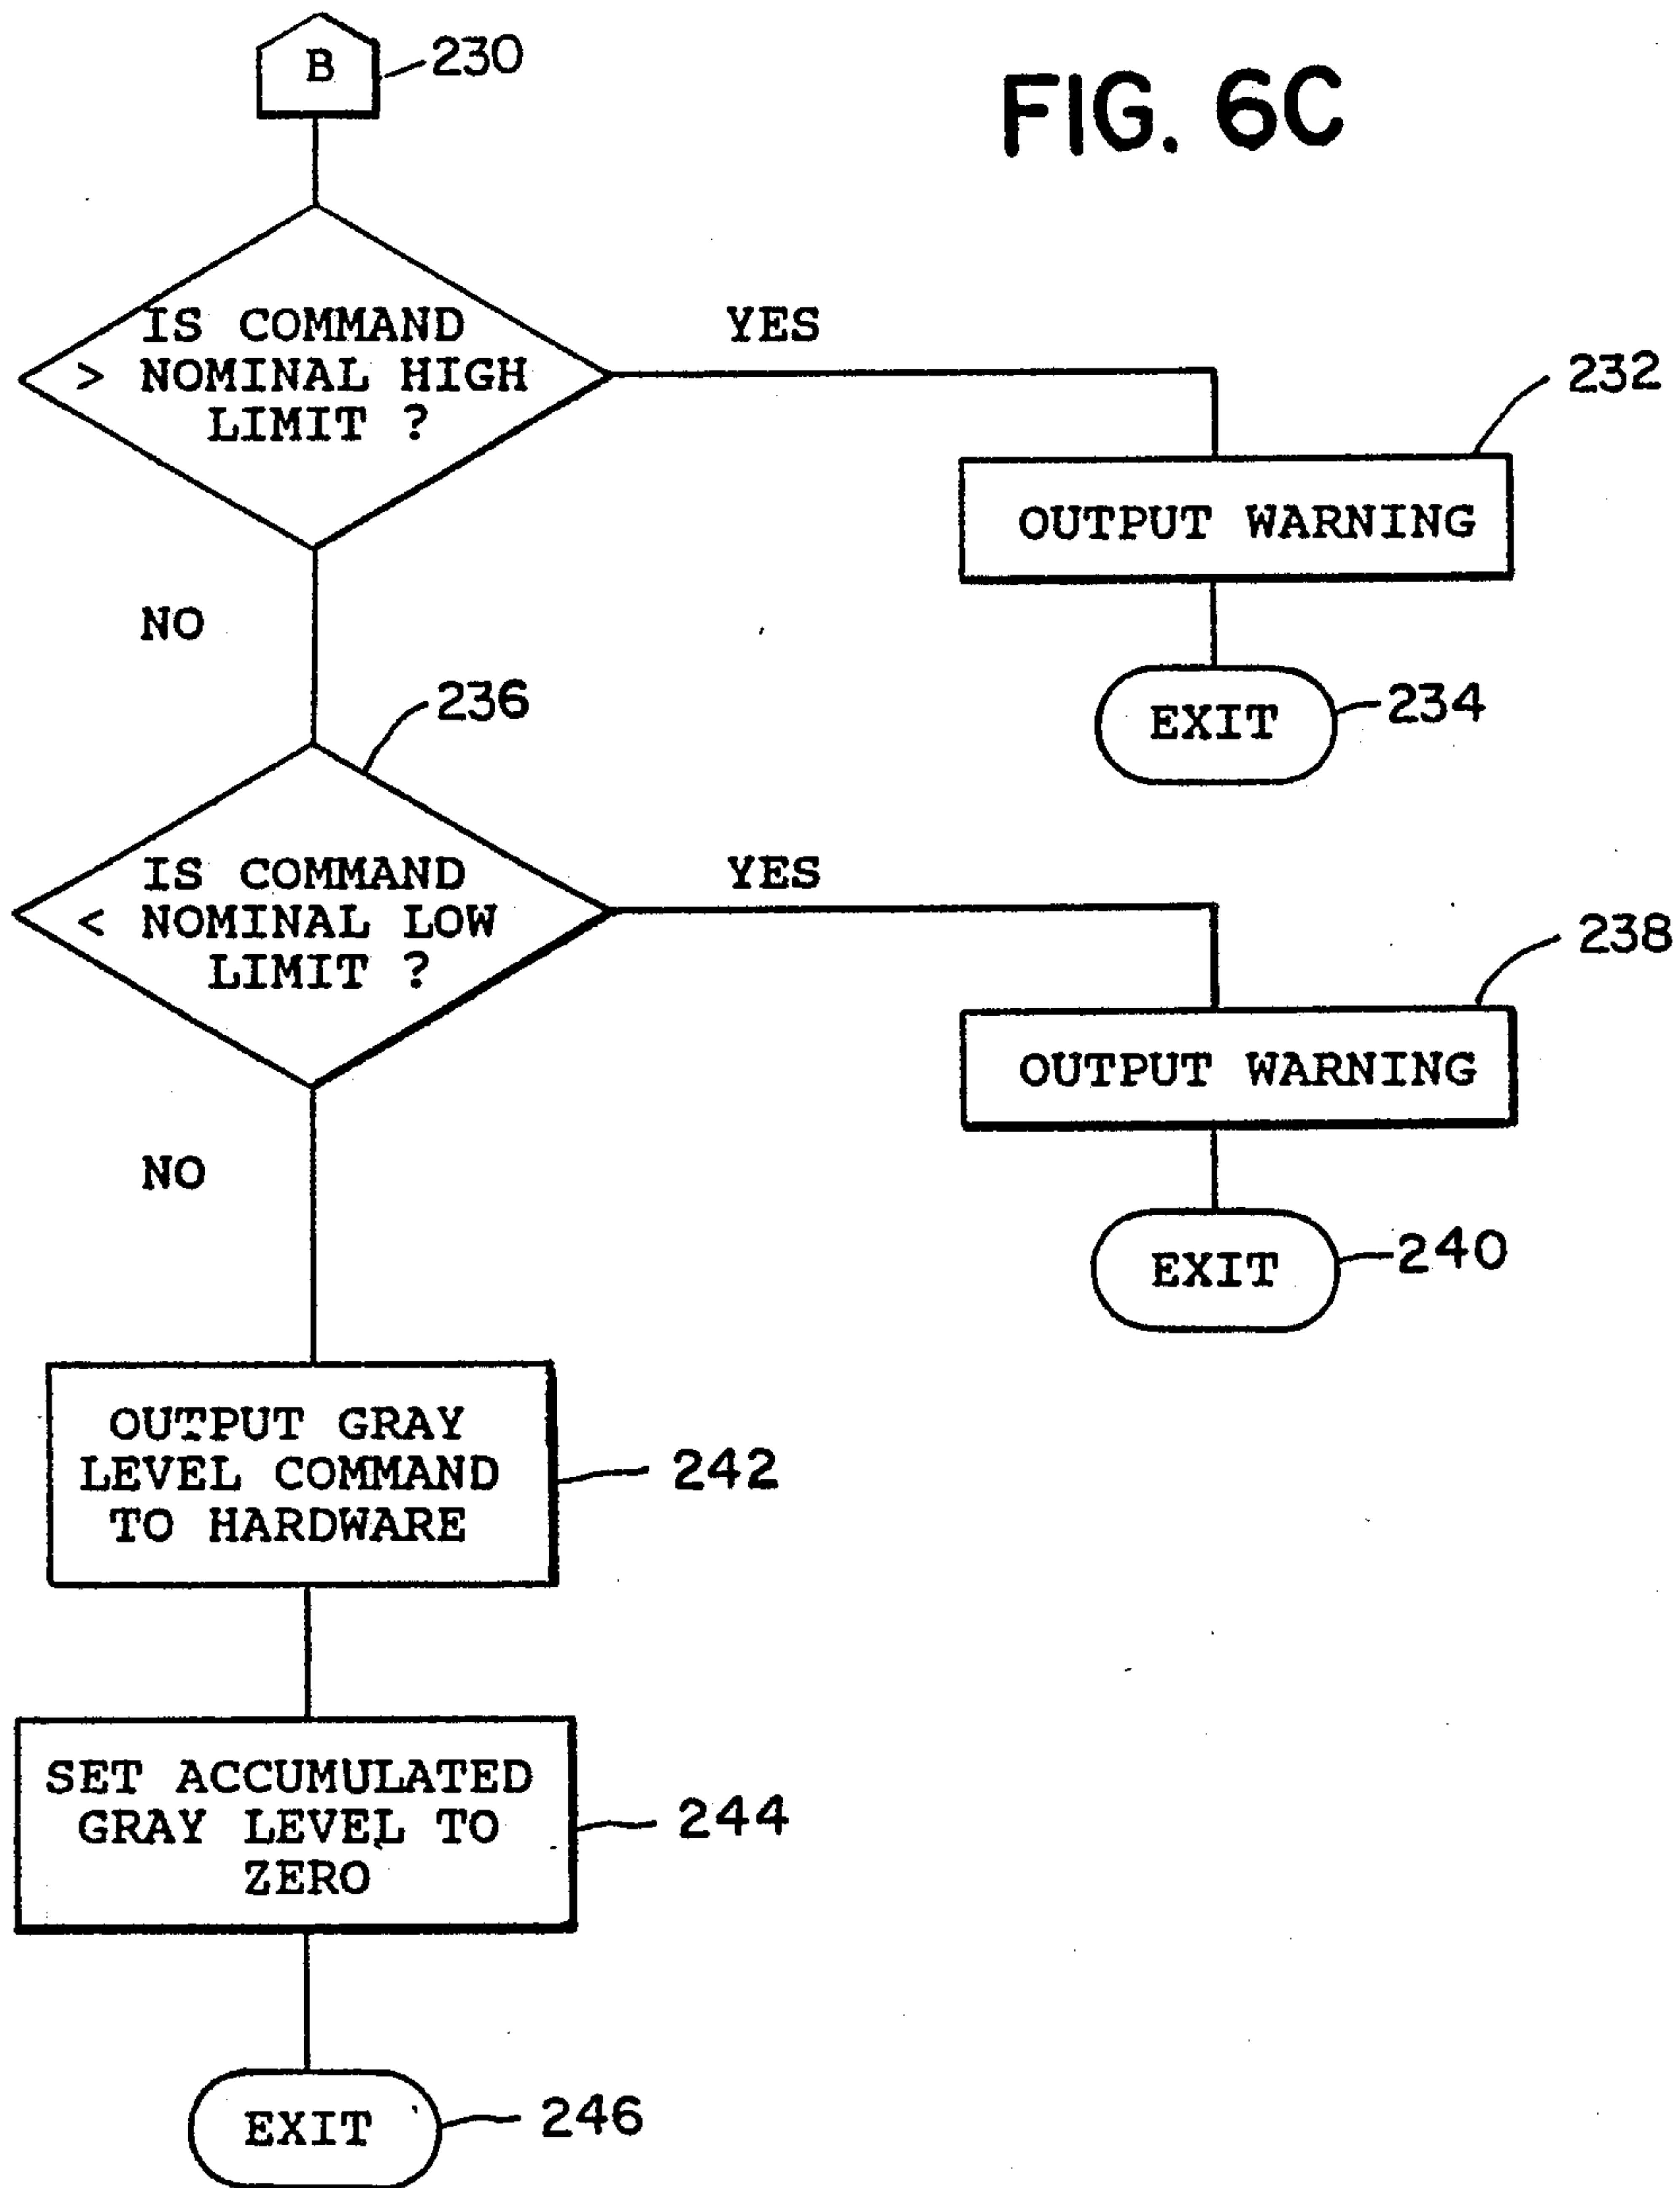 B
230
FIG. 6C
IS COMMAND
> NOMINAL HIGH
LIMIT ?
YES
232
OUTPUT WARNING
NO
EXIT
234
236
IS COMMAND
< NOMINAL LOW
LIMIT ?
YES
238
OUTPUT WARNING
NO
EXIT
240
OUTPUT GRAY
LEVEL COMMAND
TO HARDWARE
242
SET ACCUMULATED
GRAY LEVEL TO
ZERO
244
EXIT
246